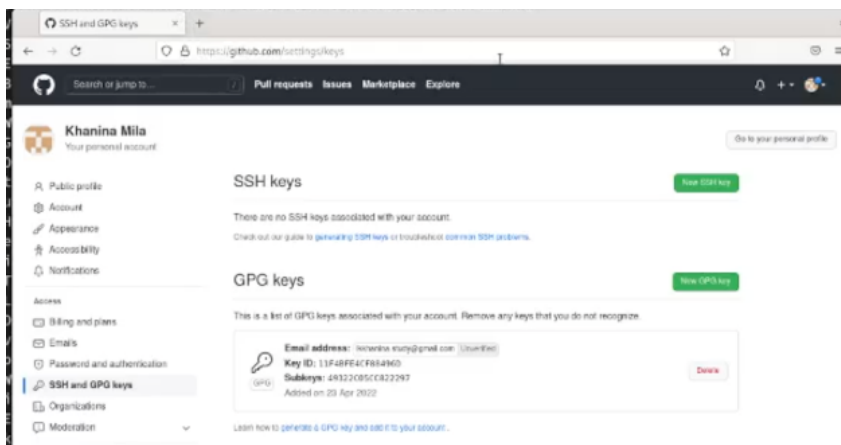 SSH and GPG keys
https://github.com/settings/keys
Search or jump to... / Pull requests Issues Marketplace Explore
Khanina Mila
Your personal account
Go to your personal profile
Public profile
Account
Appearance
Accessibility
Notifications
Access
Billing and plans
Emails
Password and authentication
SSH and GPG keys
Organizations
Moderation
SSH keys
New SSH key
There are no SSH keys associated with your account.
Check out our guide to generating SSH keys or troubleshoot common SSH problems.
GPG keys
New GPG key
This is a list of GPG keys associated with your account. Remove any keys that you do not recognize.
Email address: Unverified
Key ID:
Subkeys: 49322C05CC822297
GPG
Added on 20 Apr 2022
Delete
Learn how to generate a GPG key and add it to your account.